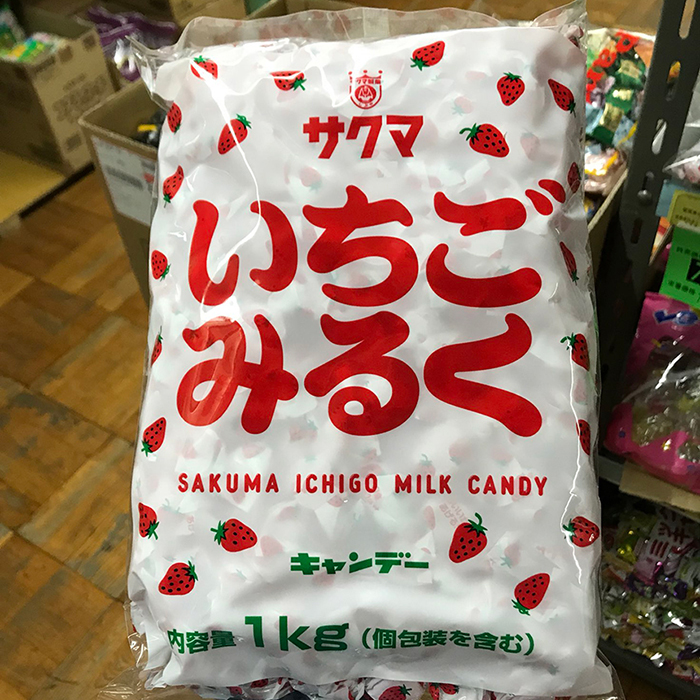 サクマ
いちご
みるく
SAKUMA ICHIGO MILK CANDY
キャンデー
内容量 1kg (個包装を含む)